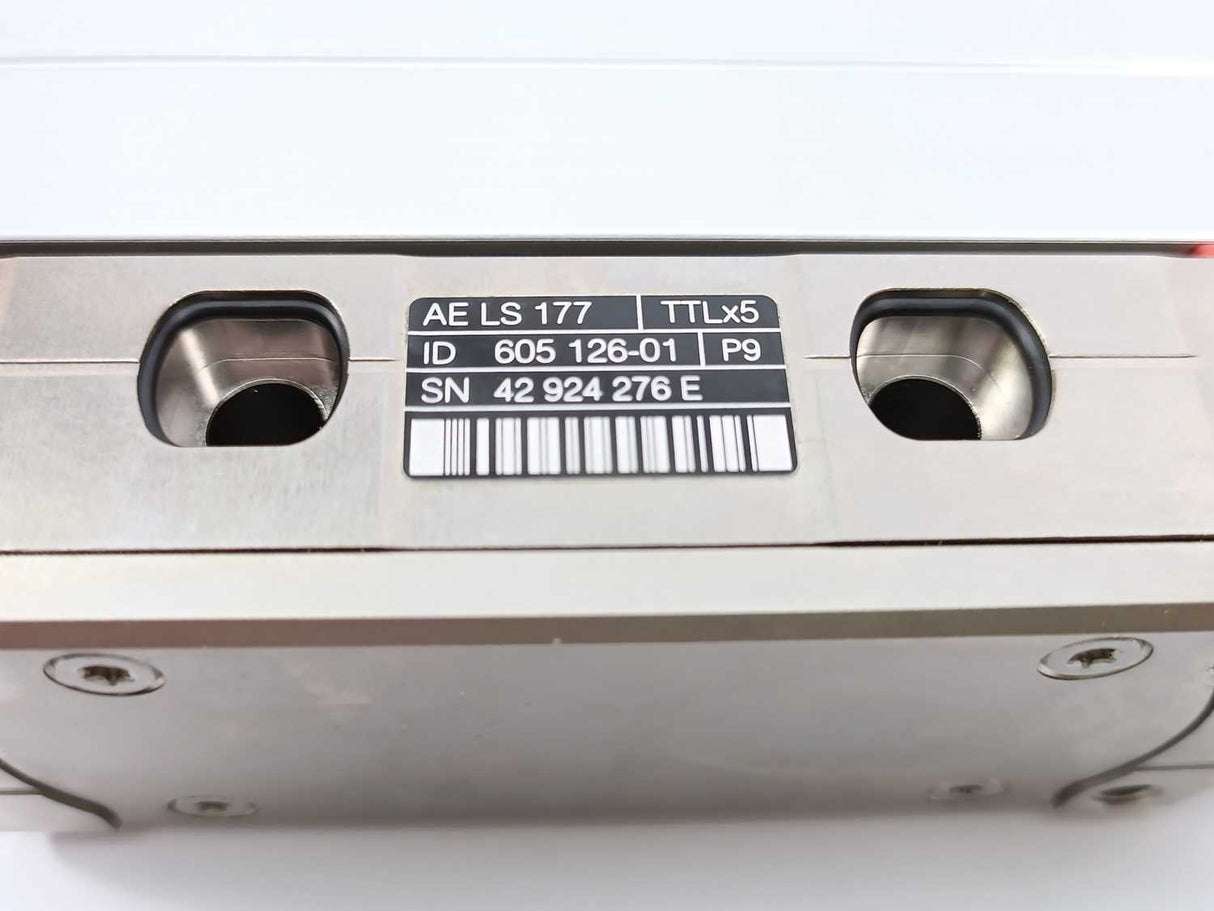 AE LS 177 TTLx5
ID 605 126-01 P9
SN 42 924 276 E